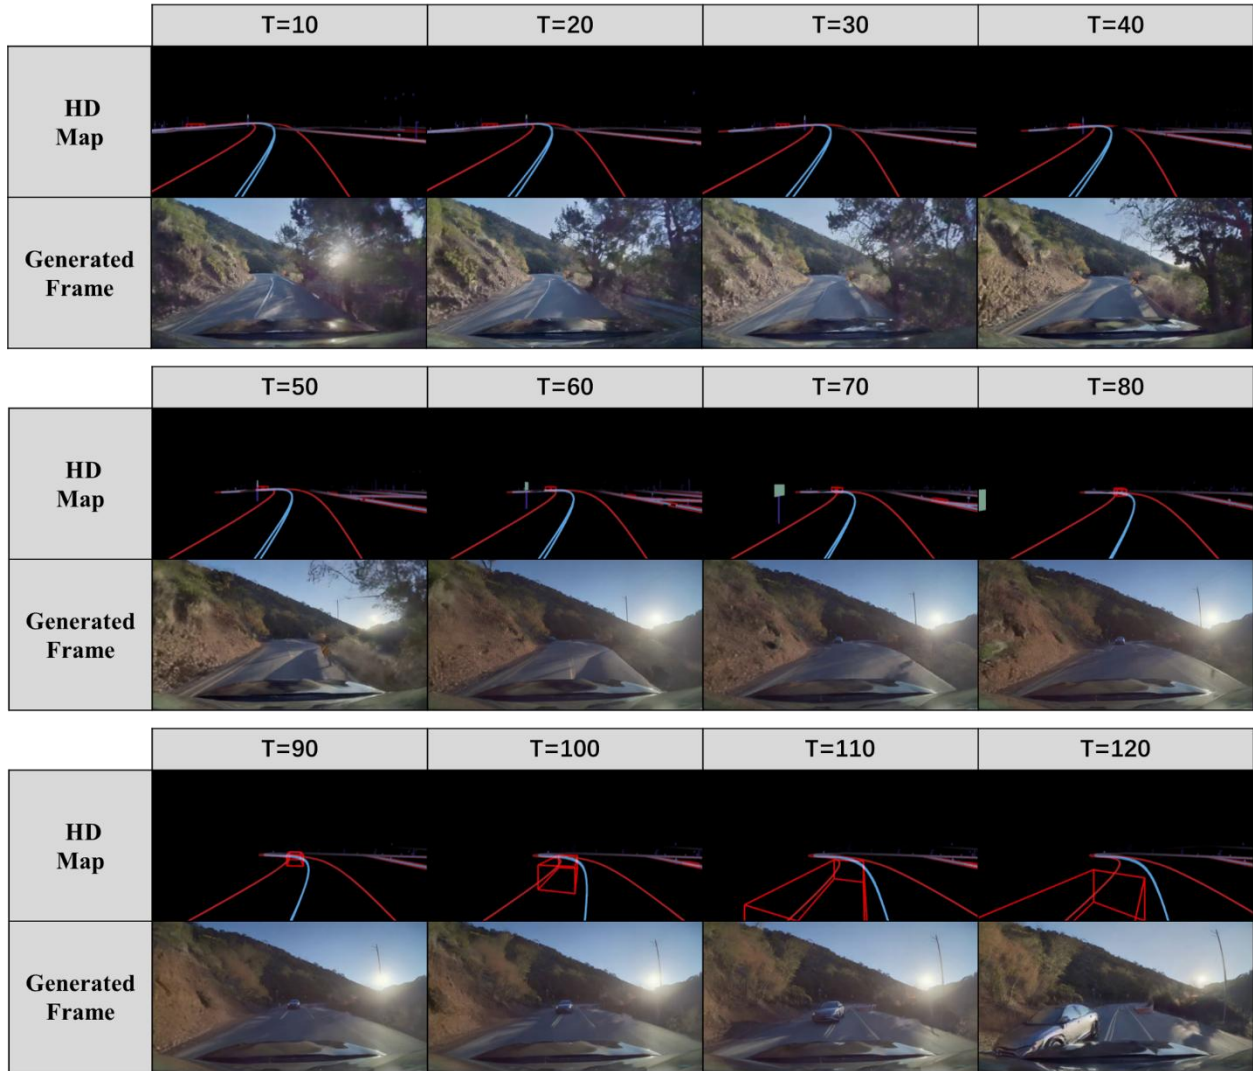 T=10 T=20 T=30 T=40
HD
Map
Generated
Frame
T=50 T=60 T=70 T=80
HD
Map
Generated
Frame
T=90 T=100 T=110 T=120
HD
Map
Generated
Frame